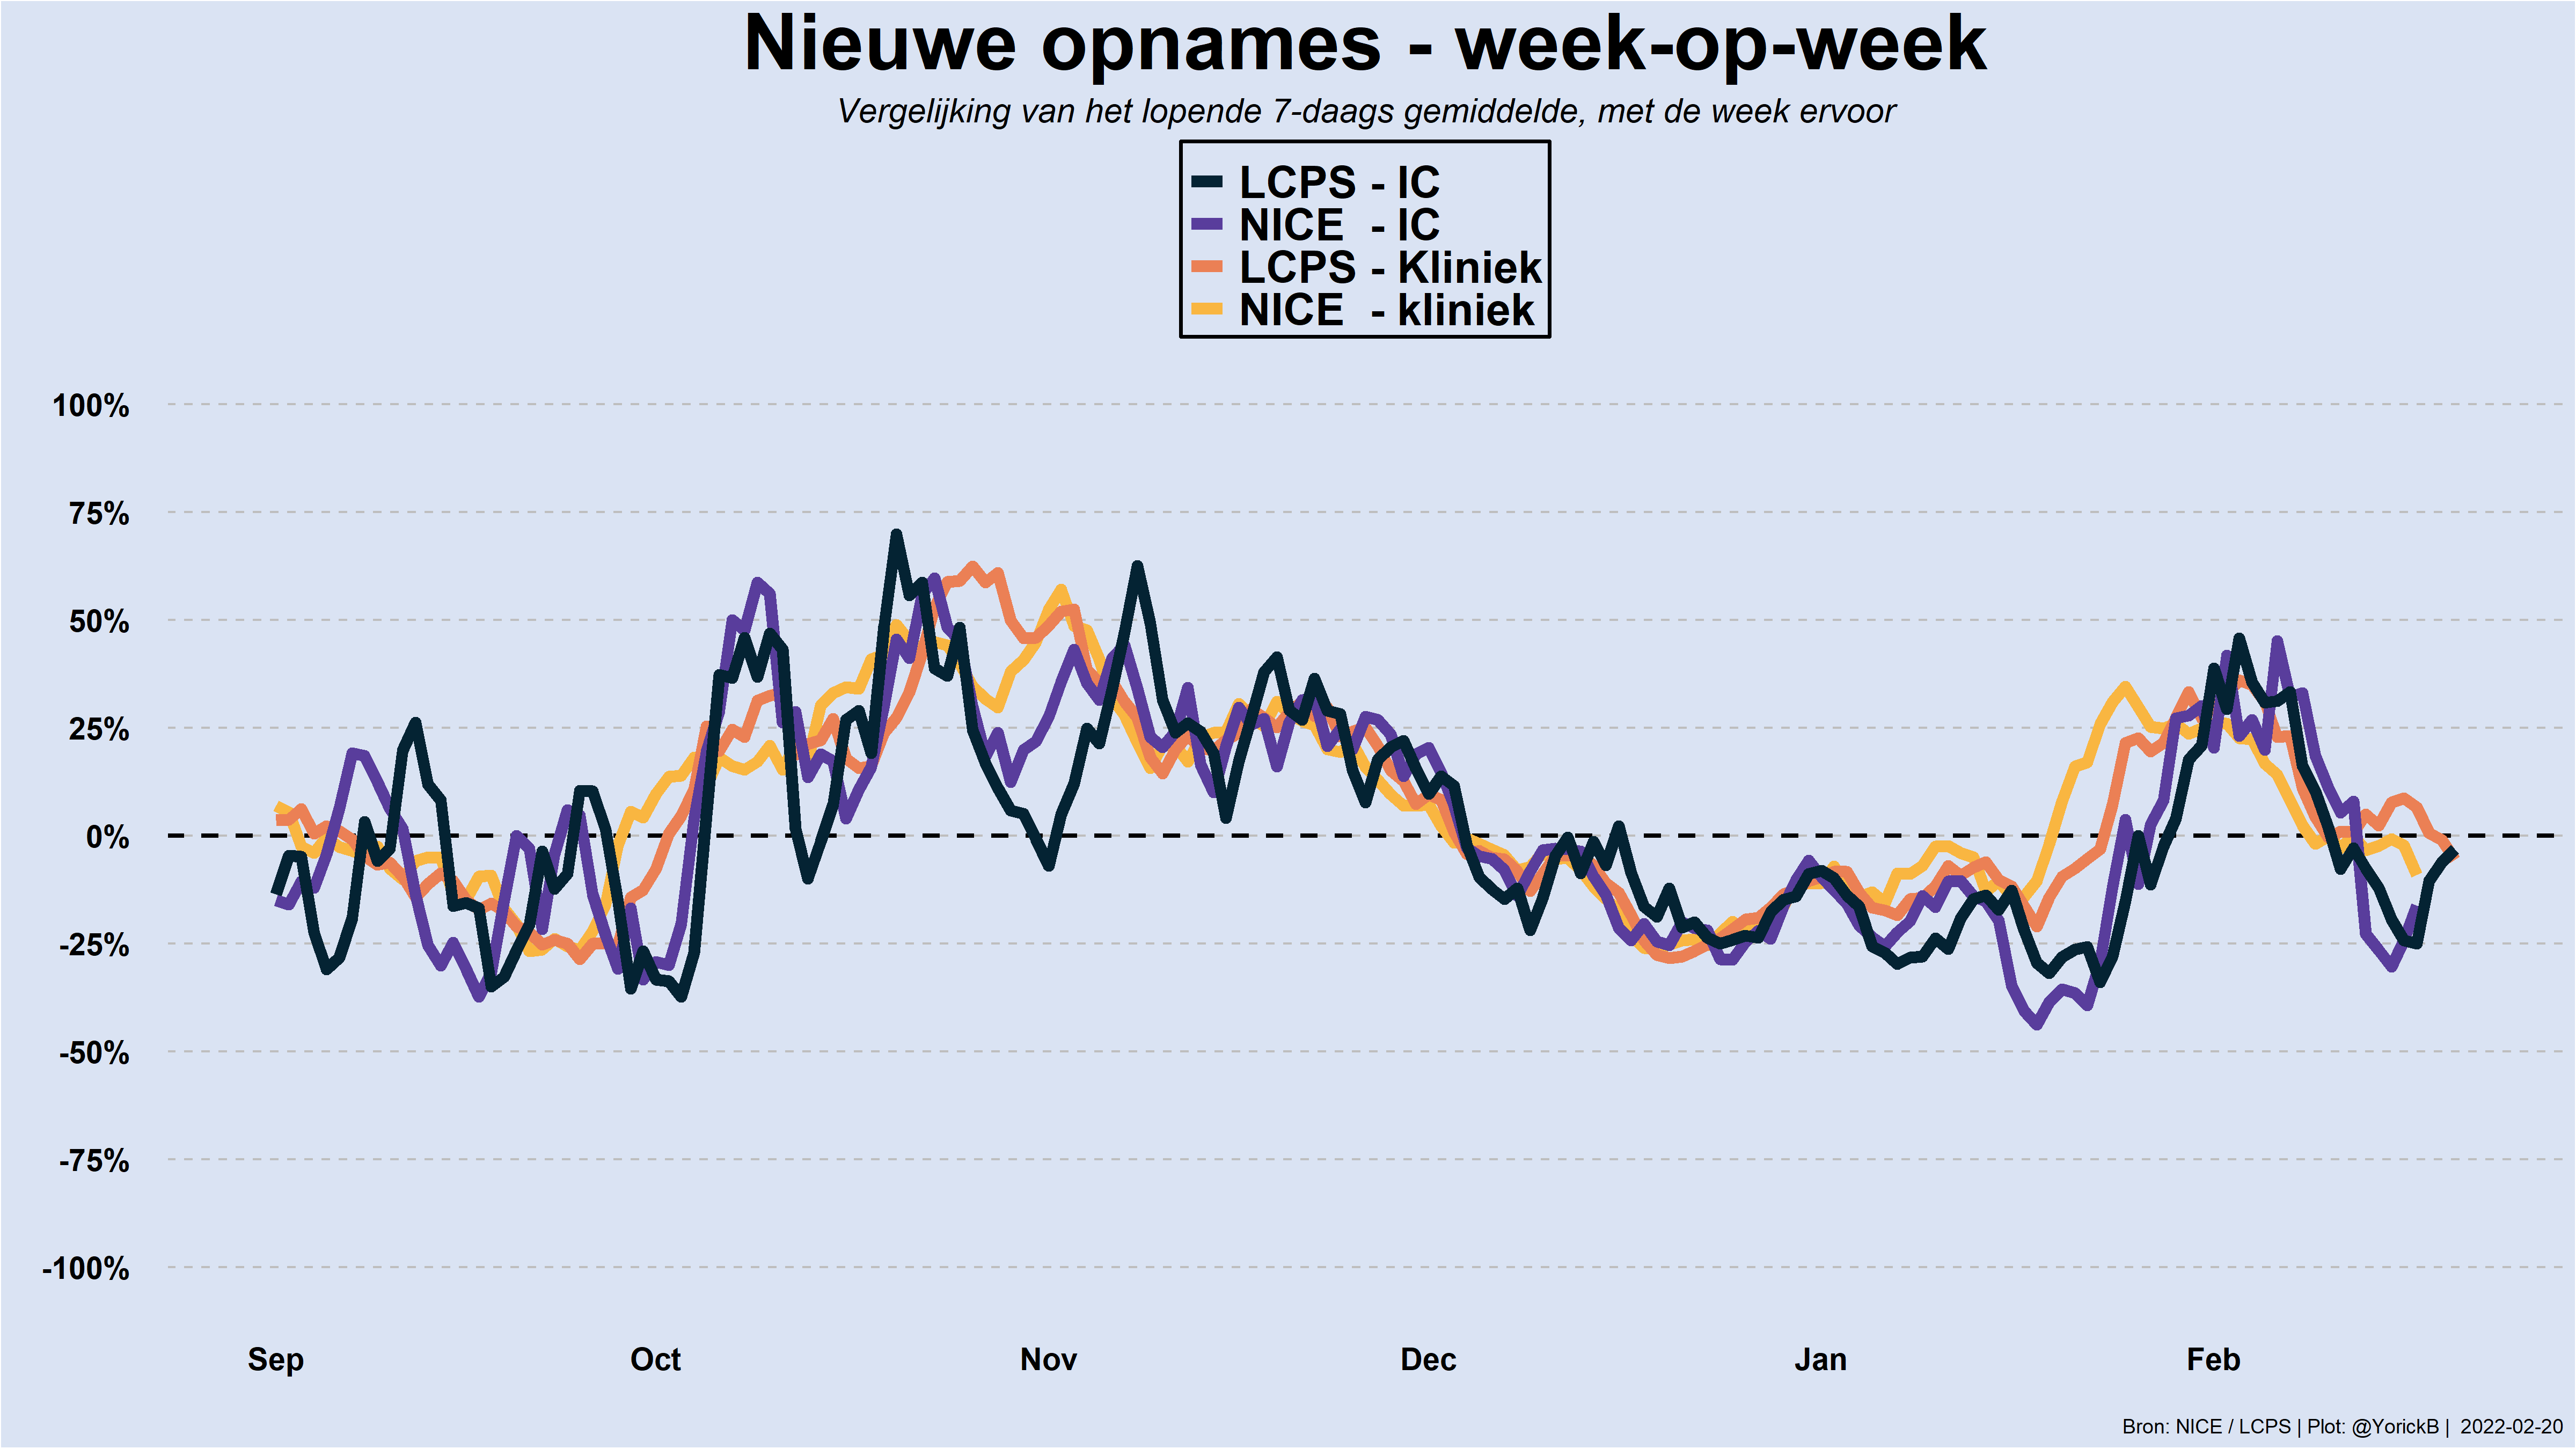 Nieuwe opnames - week-op-week
Vergelijking van het lopende 7-daags gemiddelde, met de week ervoor
LCPS - IC
NICE - IC
LCPS - Kliniek
NICE - kliniek
100%
75%
50%
25%
0%
-25%
-50%
-75%
-100%
Sep Oct Nov Dec Jan Feb
Bron: NICE / LCPS | Plot: @YorickB | 2022-02-20